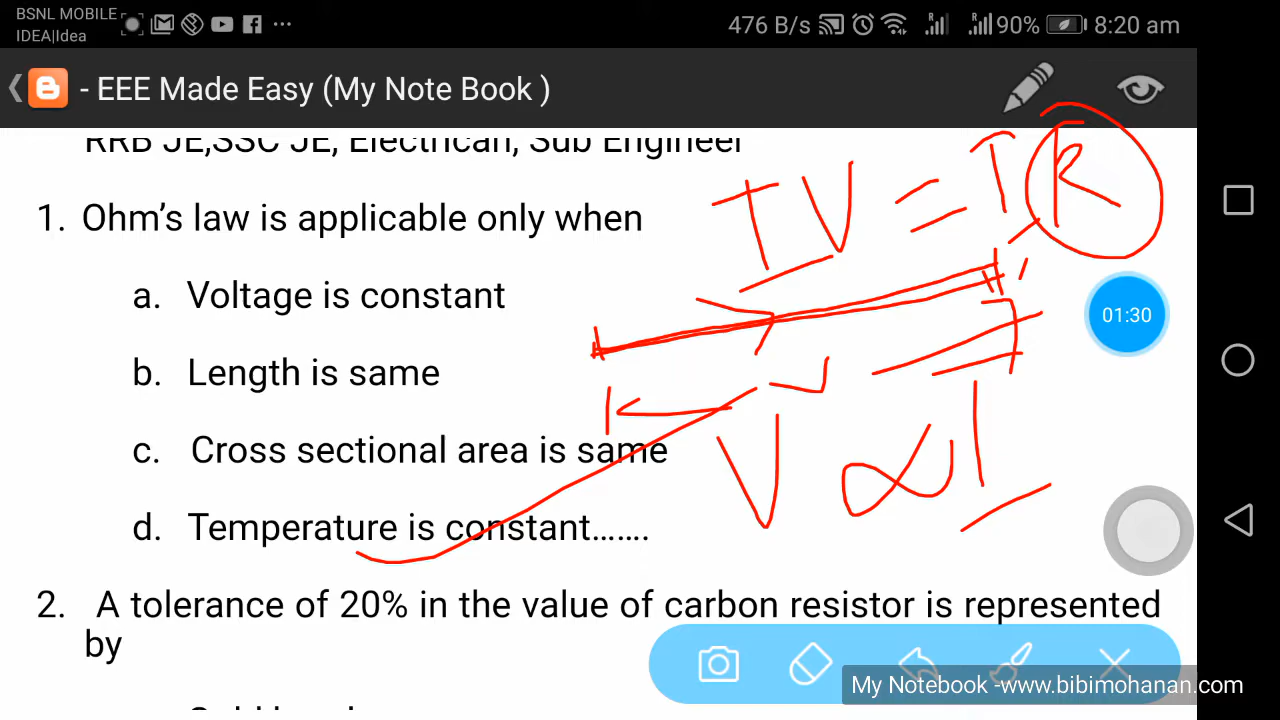 BSNL MOBILE
IDEA|Idea
476 B/s 90% 8:20 am
- EEE Made Easy (My Note Book )
RRB JE,SSC JE, Electrican, Sub Engineer
1. Ohm's law is applicable only when
a. Voltage is constant
b. Length is same
c. Cross sectional area is same
d. Temperature is constant.......
2. A tolerance of 20% in the value of carbon resistor is represented
by
V = I R
V ∝ I
01:30
My Notebook -www.bibimohanan.com